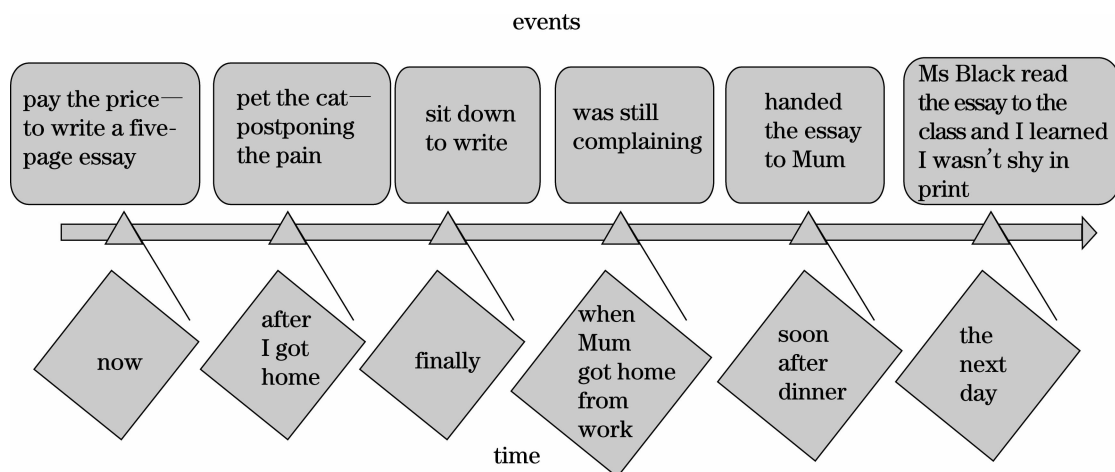 events
pay the price—
to write a five-
page essay
pet the cat—
postponing
the pain
sit down
to write
was still
complaining
handed
the essay
to Mum
Ms Black read
the essay to the
class and I learned
I wasn't shy in
print
now
after
I got
home
finally
when
Mum
got home
from
work
soon
after
dinner
the
next
day
time